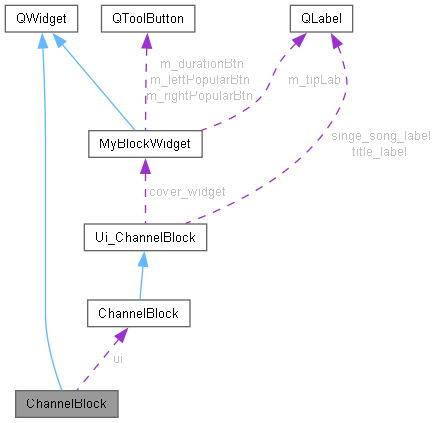 QWidget
QToolButton
QLabel
m_durationBtn
m_leftPopularBtn
m_rightPopularBtn
m_tipLab
MyBlockWidget
singe_song_label
title_label
cover_widget
Ui_ChannelBlock
ChannelBlock
ui
ChannelBlock